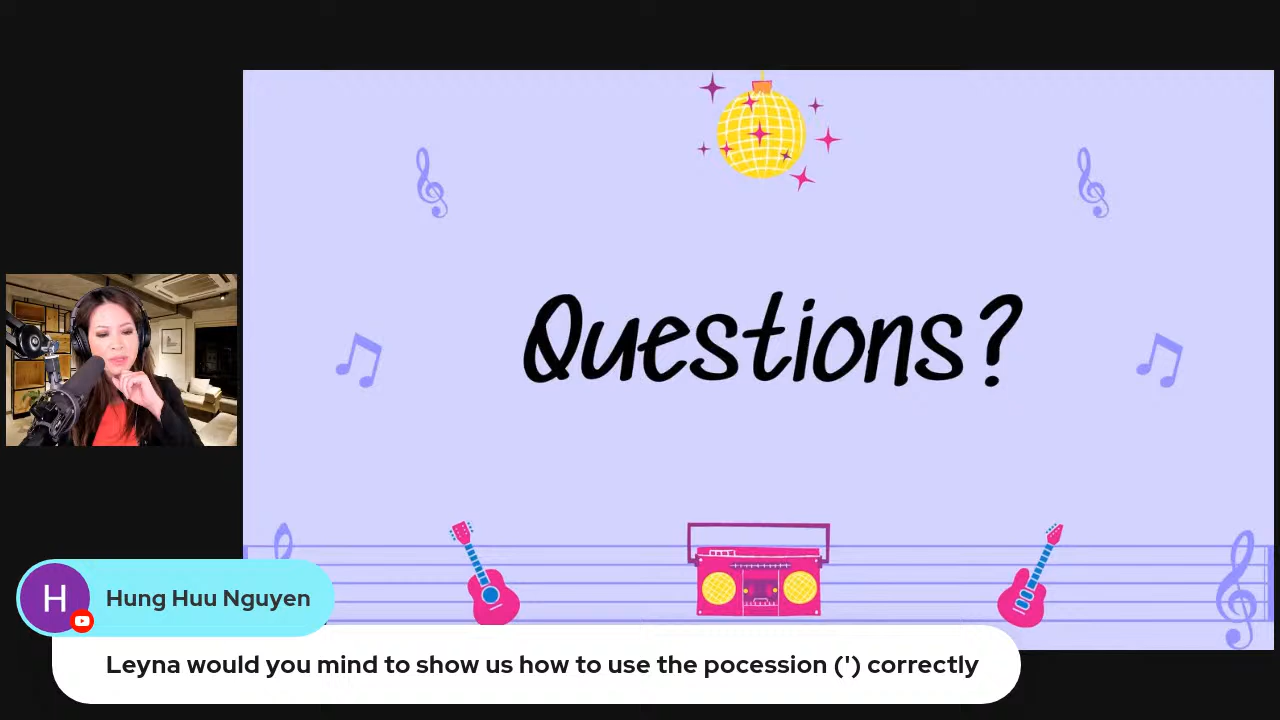 Questions?
H
Hung Huu Nguyen
Leyna would you mind to show us how to use the pocession (') correctly